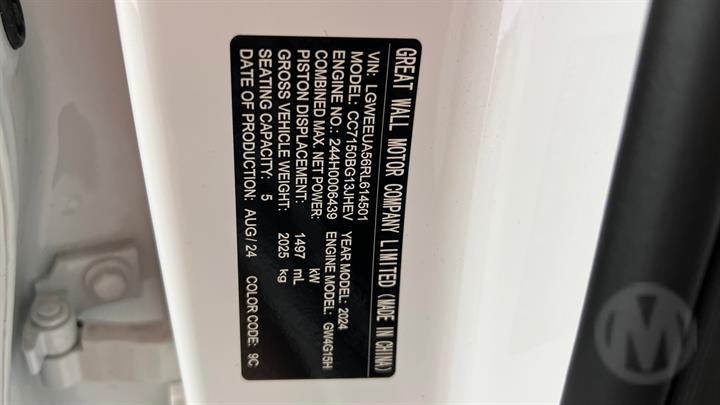 GREAT WALL MOTOR COMPANY LIMITED (MADE IN CHINA)
VIN: LGWEEUA56RL614501
MODEL: CC7150BG13JHEV YEAR MODEL: 2024
ENGINE NO.: 244H0006439 ENGINE MODEL: GW4G15H
COMBINED MAX. NET POWER: kW
PISTON DISPLACEMENT: 1497 mL
GROSS VEHICLE WEIGHT: 2025 kg
SEATING CAPACITY: 5
DATE OF PRODUCTION: AUG/24 COLOR CODE: 9C
M